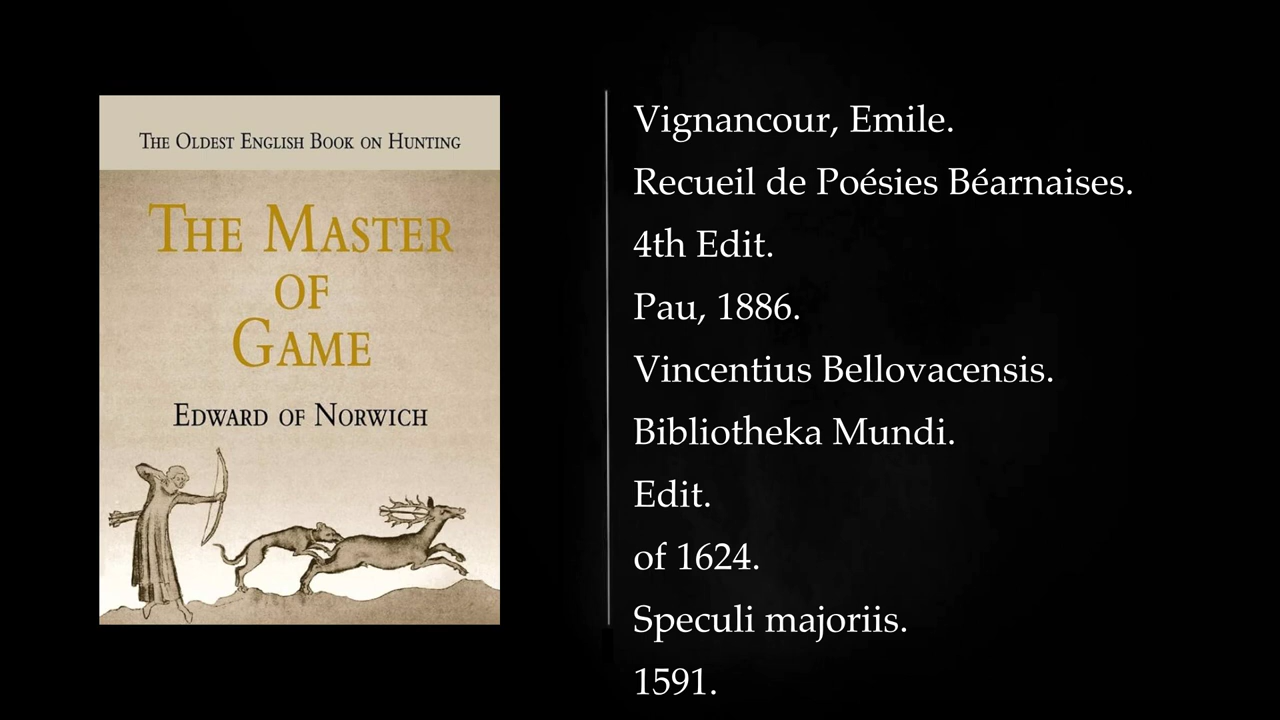 The Oldest English Book on Hunting
The Master
of
Game
Edward of Norwich
Vignancour, Emile.
Recueil de Poésies Béarnaises.
4th Edit.
Pau, 1886.
Vincentius Bellovacensis.
Bibliotheka Mundi.
Edit.
of 1624.
Speculi majoriis.
1591.